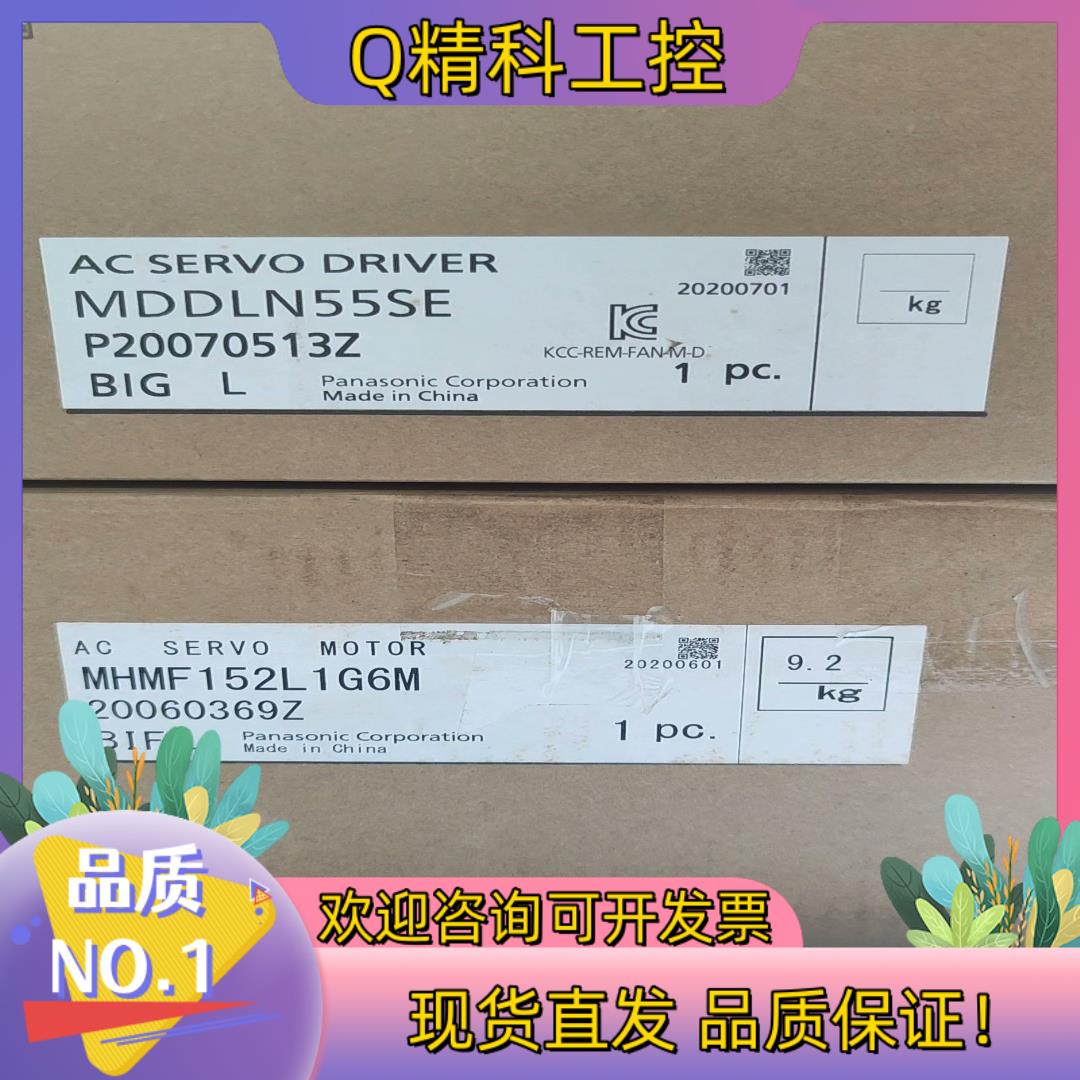 Q精科工控
AC SERVO DRIVER
MDDLN55SE
P20070513Z
BIG L
Panasonic Corporation
Made in China
20200701
KCC-REM-FAN-M-D
1 pc.
kg
AC SERVO MOTOR
MHMF152L1G6M
20060369Z
Panasonic Corporation
Made in China
20200601
1 pc.
9.2
kg
品质
NO.1
欢迎咨询可开发票
现货直发 品质保证!